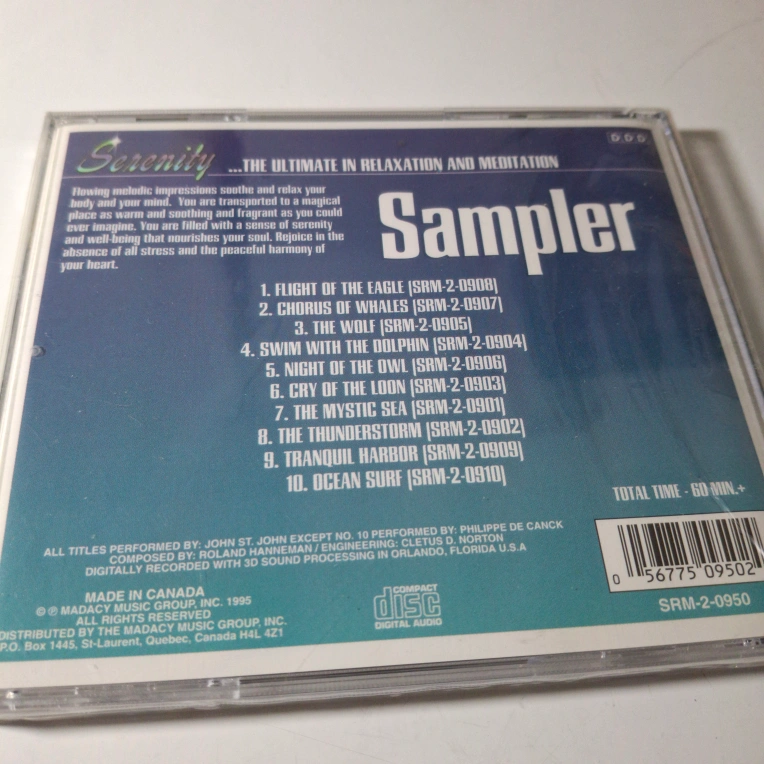 Serenity ...THE ULTIMATE IN RELAXATION AND MEDITATION
D D D
Flowing melodic impressions soothe and relax your
body and your mind. You are transported to a magical
place as warm and soothing and fragrant as you could
ever imagine. You are filled with a sense of serenity
and well-being that nourishes your soul. Rejoice in the
absence of all stress and the peaceful harmony of
your heart.
Sampler
1. FLIGHT OF THE EAGLE (SRM-2-0908)
2. CHORUS OF WHALES (SRM-2-0907)
3. THE WOLF (SRM-2-0905)
4. SWIM WITH THE DOLPHIN (SRM-2-0904)
5. NIGHT OF THE OWL (SRM-2-0906)
6. CRY OF THE LOON (SRM-2-0903)
7. THE MYSTIC SEA (SRM-2-0901)
8. THE THUNDERSTORM (SRM-2-0902)
9. TRANQUIL HARBOR (SRM-2-0909)
10. OCEAN SURF (SRM-2-0910)
TOTAL TIME - 60 MIN.+
ALL TITLES PERFORMED BY: JOHN ST. JOHN EXCEPT NO. 10 PERFORMED BY: PHILIPPE DE CANCK
COMPOSED BY: ROLAND HANNEMAN / ENGINEERING: CLETUS D. NORTON
DIGITALLY RECORDED WITH 3D SOUND PROCESSING IN ORLANDO, FLORIDA U.S.A
MADE IN CANADA
© ℗ MADACY MUSIC GROUP, INC. 1995
ALL RIGHTS RESERVED
DISTRIBUTED BY THE MADACY MUSIC GROUP, INC.
P.O. Box 1445, St-Laurent, Quebec, Canada H4L 4Z1
COMPACT
disc
DIGITAL AUDIO
0 56775 09502
SRM-2-0950